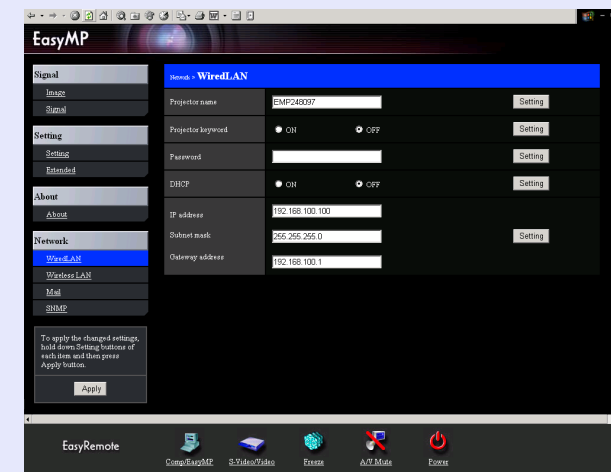 EasyMP
Signal
Image
Signal
Setting
Setting
Extended
About
About
Network
WiredLAN
Wireless LAN
Mail
SNMP
To apply the changed settings,
hold down Setting buttons of
each item and then press
Apply button.
Apply
Network > WiredLAN
Projector name EMP248097 Setting
Projector keyword ON OFF Setting
Password Setting
DHCP ON OFF Setting
IP address 192.168.100.100
Subnet mask 255.255.255.0 Setting
Gateway address 192.168.100.1
EasyRemote
Comp/EasyMP S-Video/Video Freeze A/V Mute Power